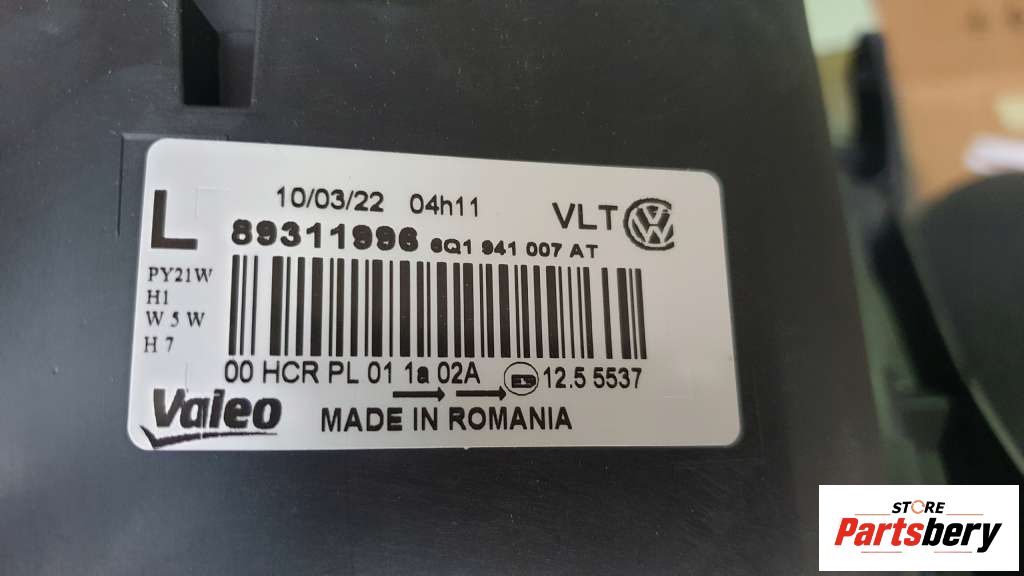 L
10/03/22 04h11
VLT
89311996 6Q1 941 007 AT
PY21W
H1
W 5 W
H 7
00 HCR PL 01 1a 02A E8 12.5 5537
Valeo
MADE IN ROMANIA
STORE
Partsbery